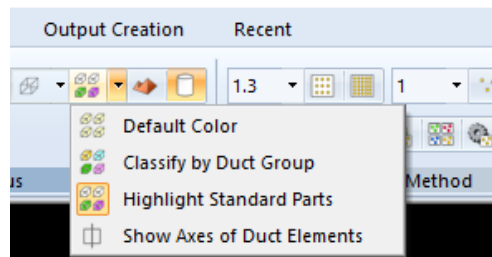 Output Creation Recent
1.3 1
Default Color
Classify by Duct Group
Highlight Standard Parts
Show Axes of Duct Elements
us Method